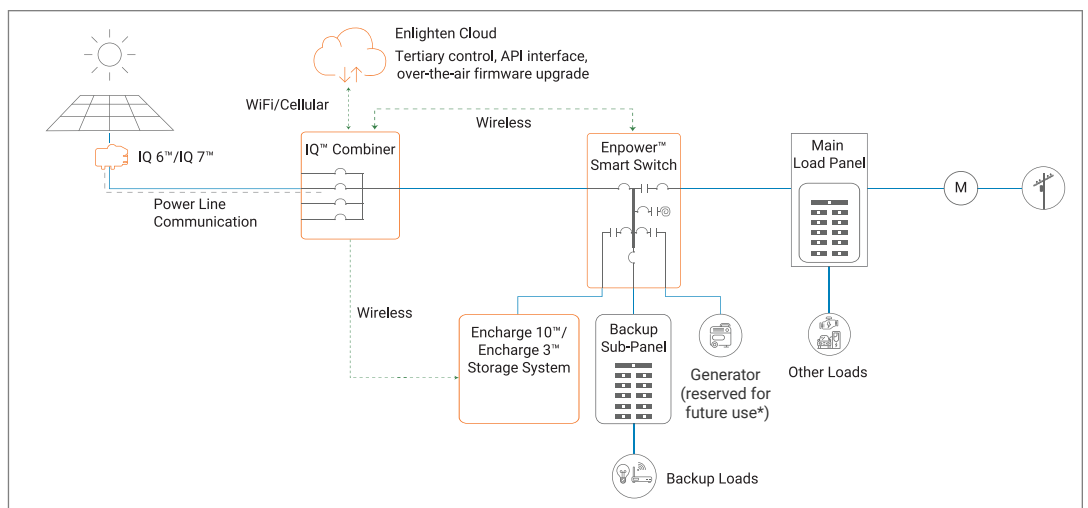 Enlighten Cloud
Tertiary control, API interface,
over-the-air firmware upgrade
WiFi/Cellular
Wireless
IQ™ Combiner
Enpower™
Smart Switch
Main
Load Panel
IQ 6™/IQ 7™
Power Line
Communication
M
Wireless
Encharge 10™/
Encharge 3™
Storage System
Backup
Sub-Panel
Generator
(reserved for
future use*)
Other Loads
Backup Loads